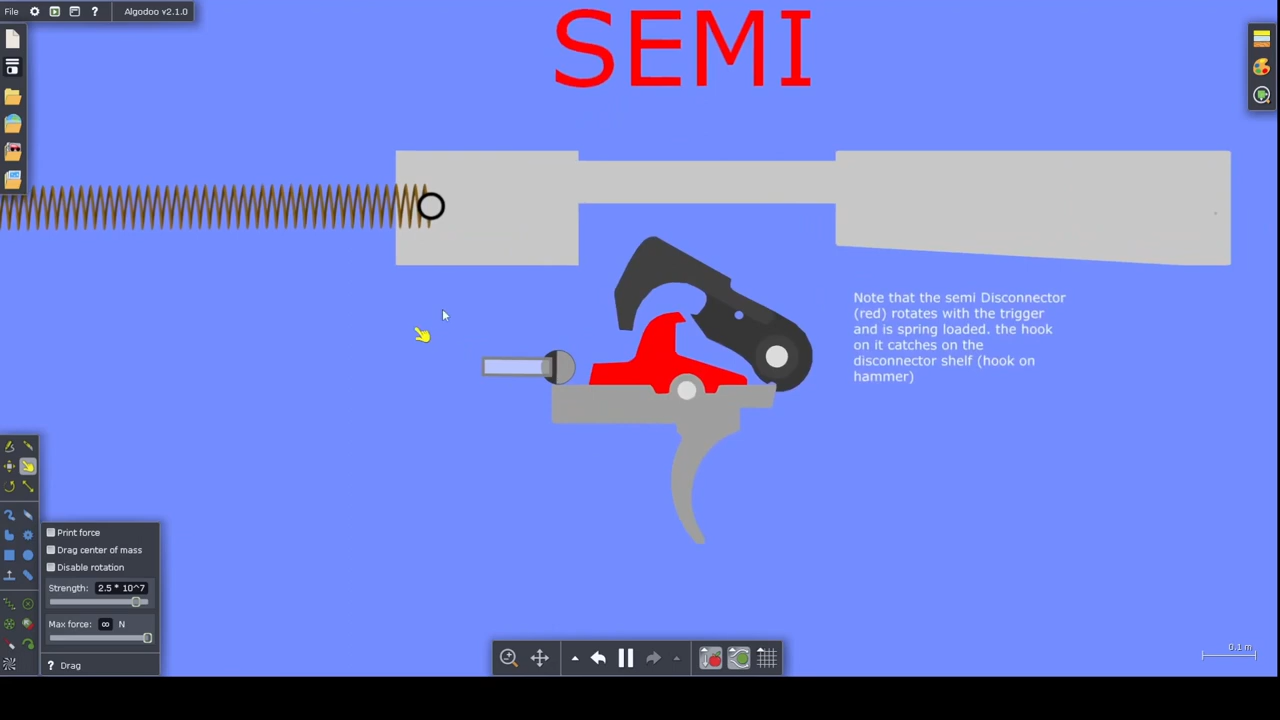 File
?
Algodoo v2.1.0
SEMI
Note that the semi Disconnector
(red) rotates with the trigger
and is spring loaded. the hook
on it catches on the
disconnector shelf (hook on
hammer)
Print force
Drag center of mass
Disable rotation
Strength: 2.5 * 10^7
Max force: ∞ N
? Drag
0.1 m